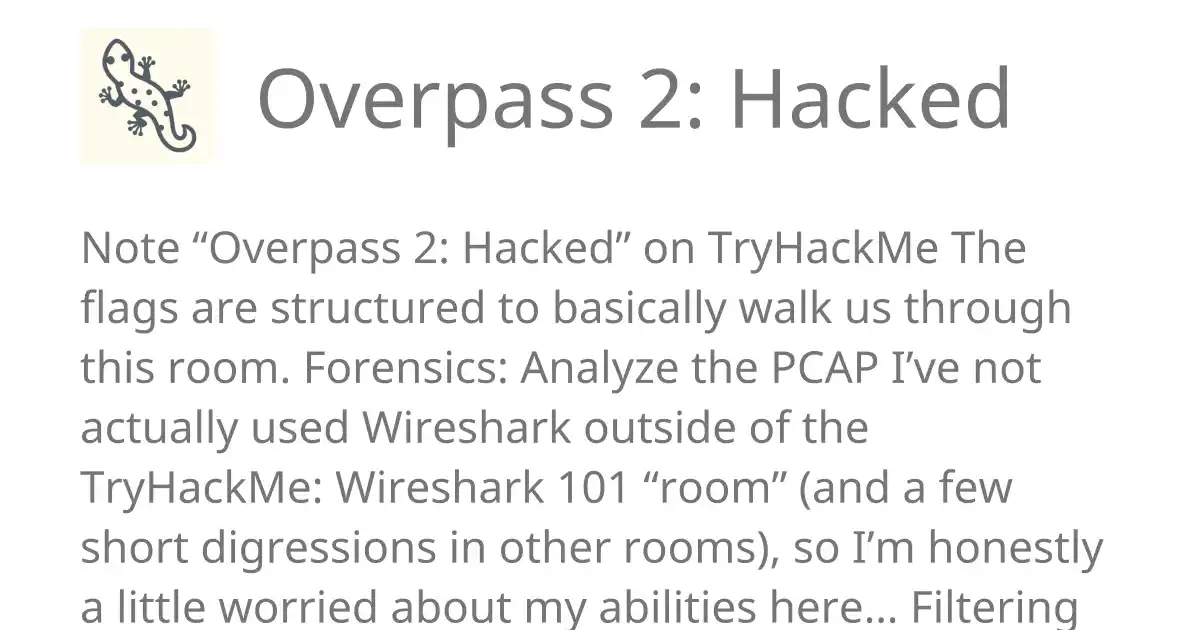 Overpass 2: Hacked
Note “Overpass 2: Hacked” on TryHackMe The
flags are structured to basically walk us through
this room. Forensics: Analyze the PCAP I’ve not
actually used Wireshark outside of the
TryHackMe: Wireshark 101 “room” (and a few
short digressions in other rooms), so I’m honestly
a little worried about my abilities here… Filtering